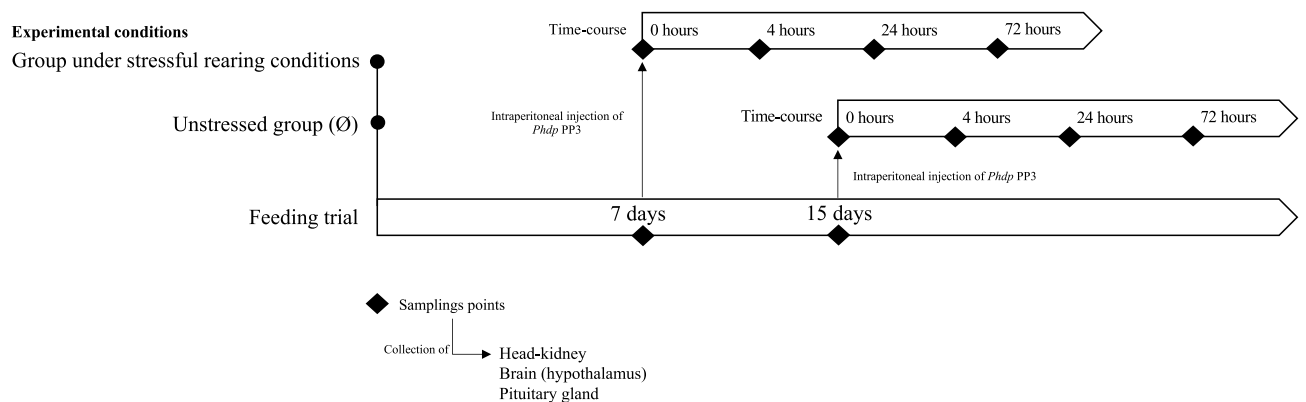 Experimental conditions
Group under stressful rearing conditions
Unstressed group (Ø)
Feeding trial
Time-course
0 hours
4 hours
24 hours
72 hours
Intraperitoneal injection of
Phdp PP3
Time-course
0 hours
4 hours
24 hours
72 hours
Intraperitoneal injection of Phdp PP3
7 days
15 days
Samplings points
Collection of
Head-kidney
Brain (hypothalamus)
Pituitary gland